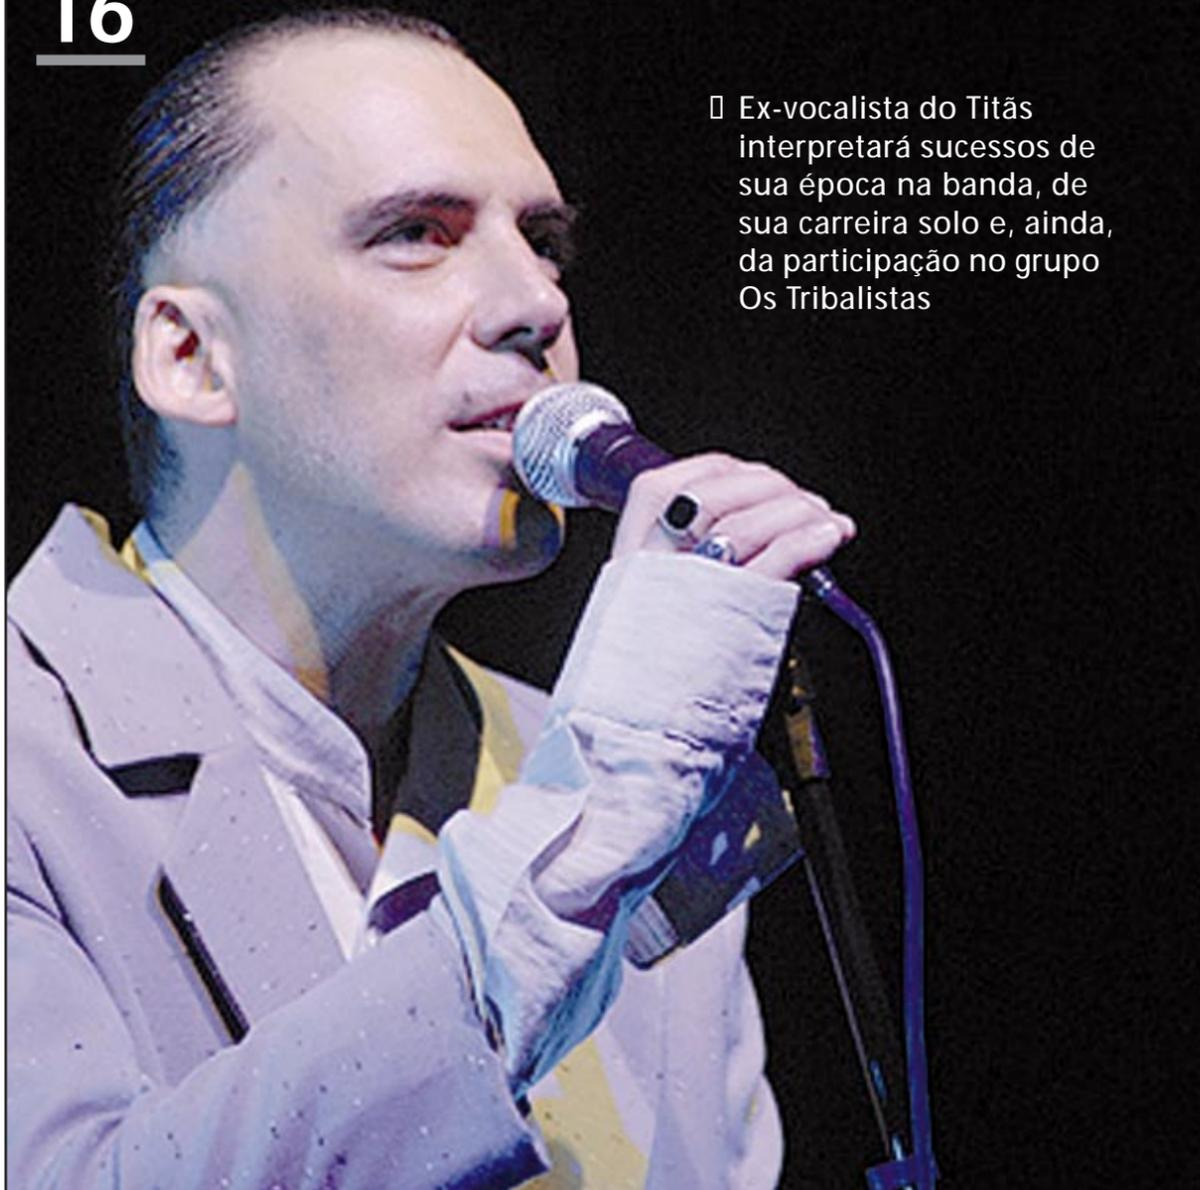 16
Ex-vocalista do Titãs
interpretará sucessos de
sua época na banda, de
sua carreira solo e, ainda,
da participação no grupo
Os Tribalistas